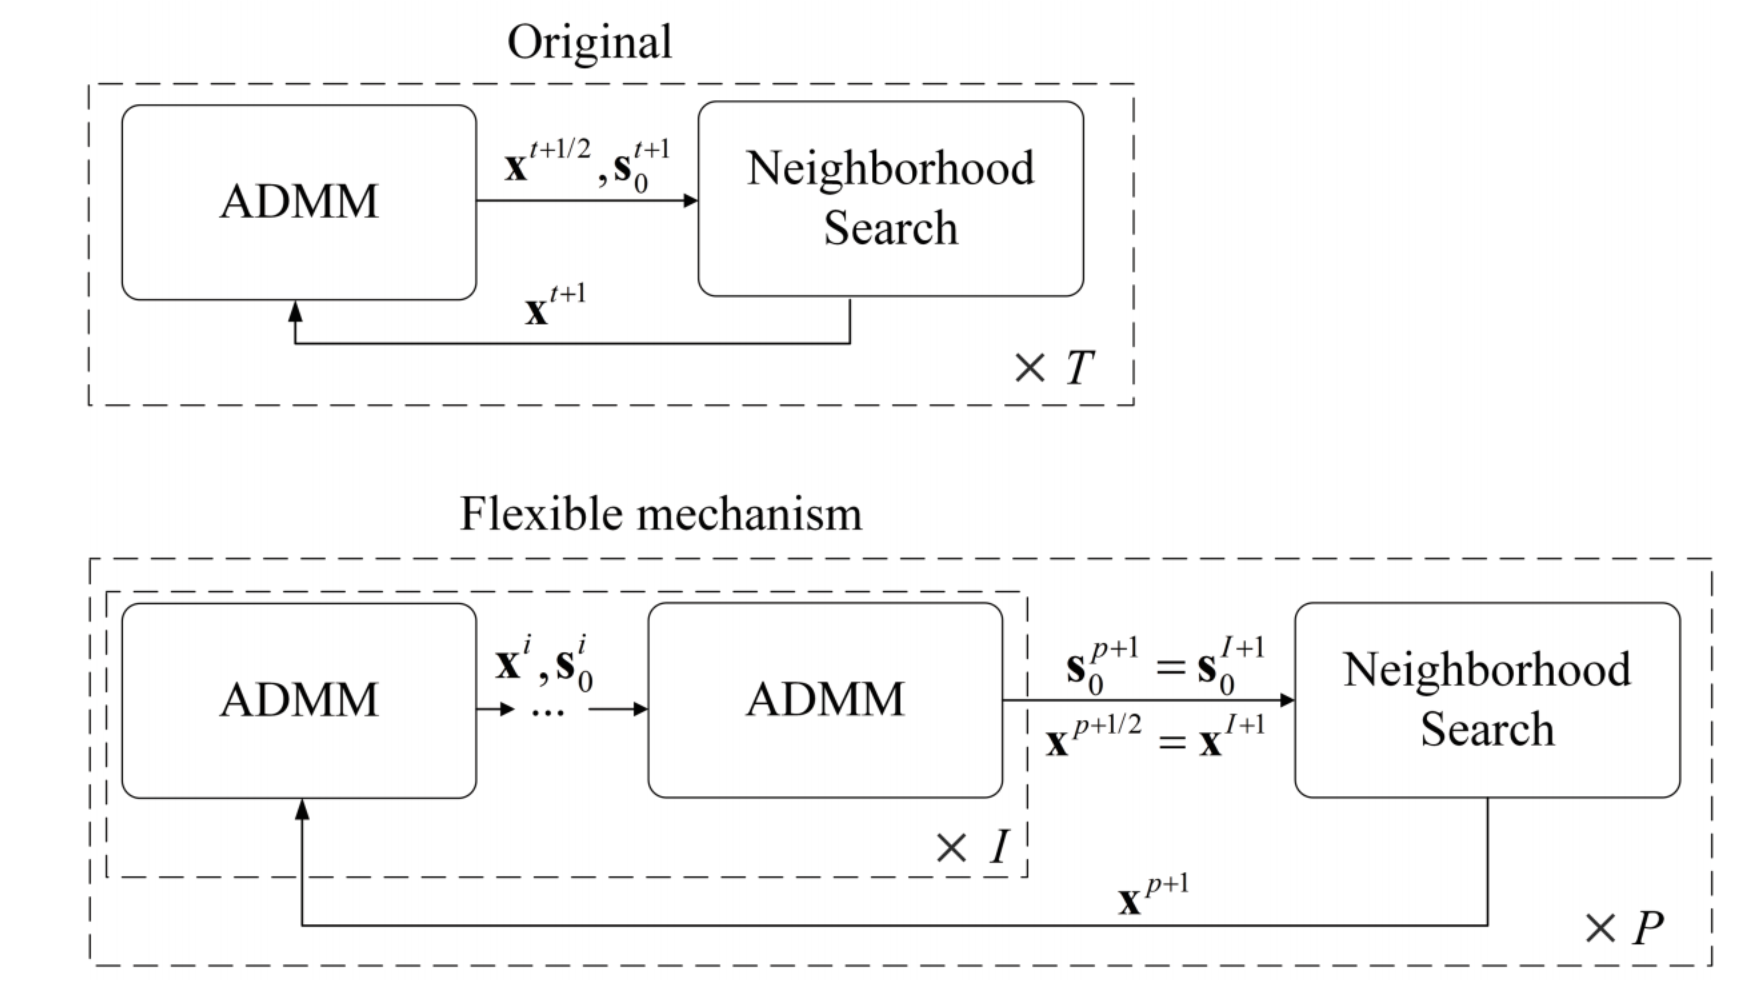 Original
ADMM
x^{t+1/2}, s_0^{t+1}
Neighborhood
Search
x^{t+1}
× T
Flexible mechanism
ADMM
x^i, s_0^i
...
ADMM
s_0^{p+1} = s_0^{I+1}
x^{p+1/2} = x^{I+1}
Neighborhood
Search
× I
x^{p+1}
× P